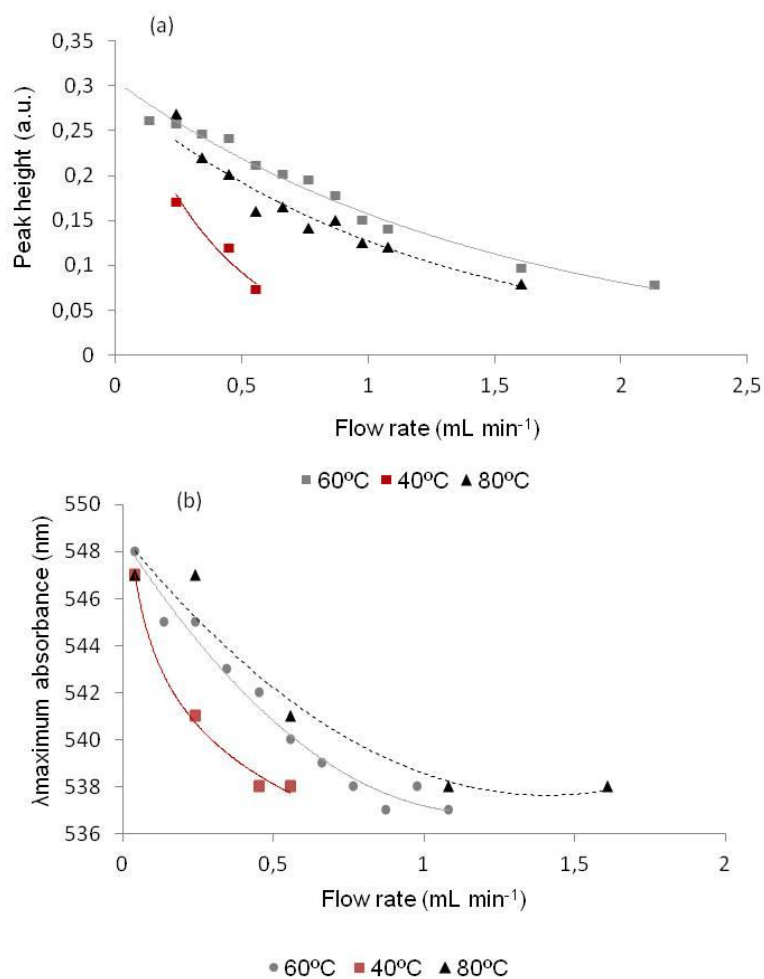 (a)
Peak height (a.u.)
0,35
0,3
0,25
0,2
0,15
0,1
0,05
0
0 0,5 1 1,5 2 2,5
Flow rate (mL min⁻¹)
60ºC 40ºC 80ºC
(b)
λmaximum absorbance (nm)
550
548
546
544
542
540
538
536
0 0,5 1 1,5 2
Flow rate (mL min⁻¹)
60ºC 40ºC 80ºC